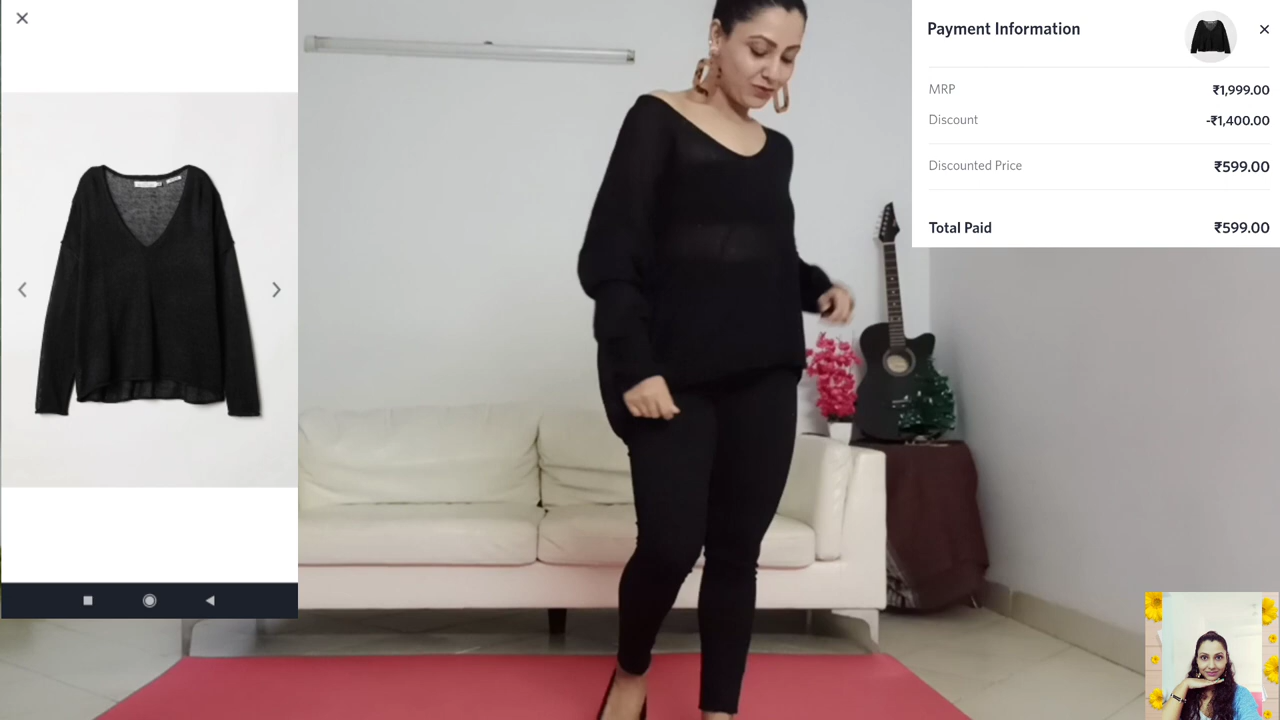 Payment Information
MRP ₹1,999.00
Discount -₹1,400.00
Discounted Price ₹599.00
Total Paid ₹599.00